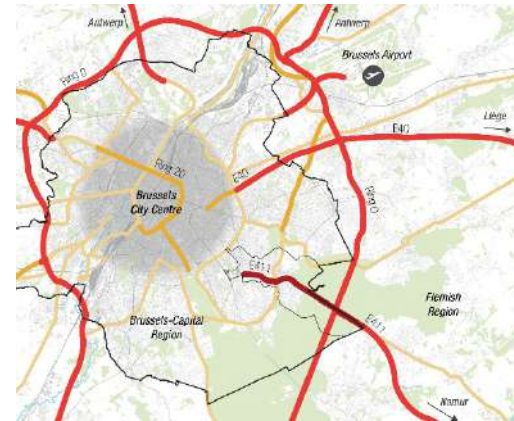 Antwerp
Antwerp
Brussels Airport
Ring 0
Liège
E40
Ring 20
E40
Ring 0
Brussels
City Centre
E411
Flemish
Region
Brussels-Capital
Region
E411
Namur